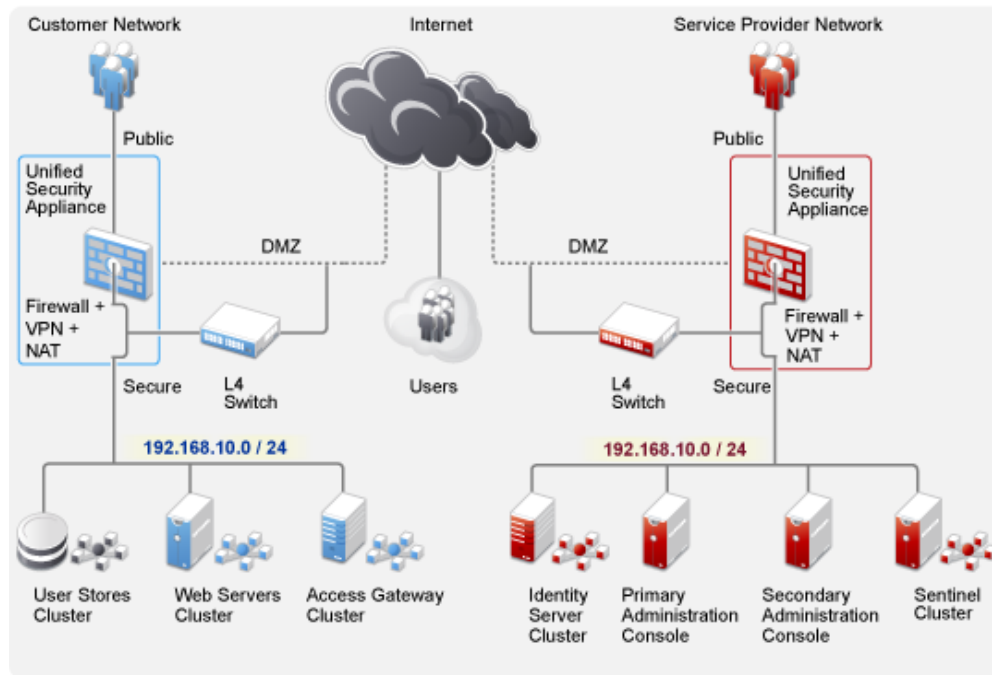 Customer Network
Internet
Service Provider Network
Public
Public
Unified
Security
Appliance
Unified
Security
Appliance
DMZ
DMZ
Firewall +
VPN +
NAT
Firewall +
VPN +
NAT
Secure
L4
Switch
Users
L4
Switch
Secure
192.168.10.0 / 24
192.168.10.0 / 24
User Stores
Cluster
Web Servers
Cluster
Access Gateway
Cluster
Identity
Server
Cluster
Primary
Administration
Console
Secondary
Administration
Console
Sentinel
Cluster